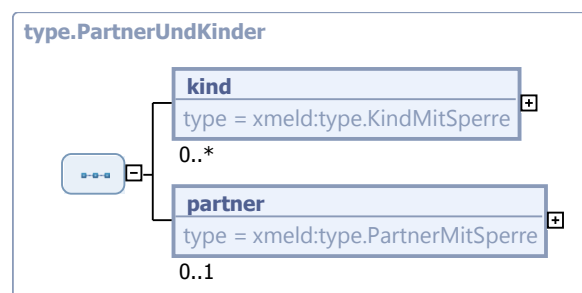 type.PartnerUndKinder
kind
type = xmeld:type.KindMitSperre
0..*
partner
type = xmeld:type.PartnerMitSperre
0..1